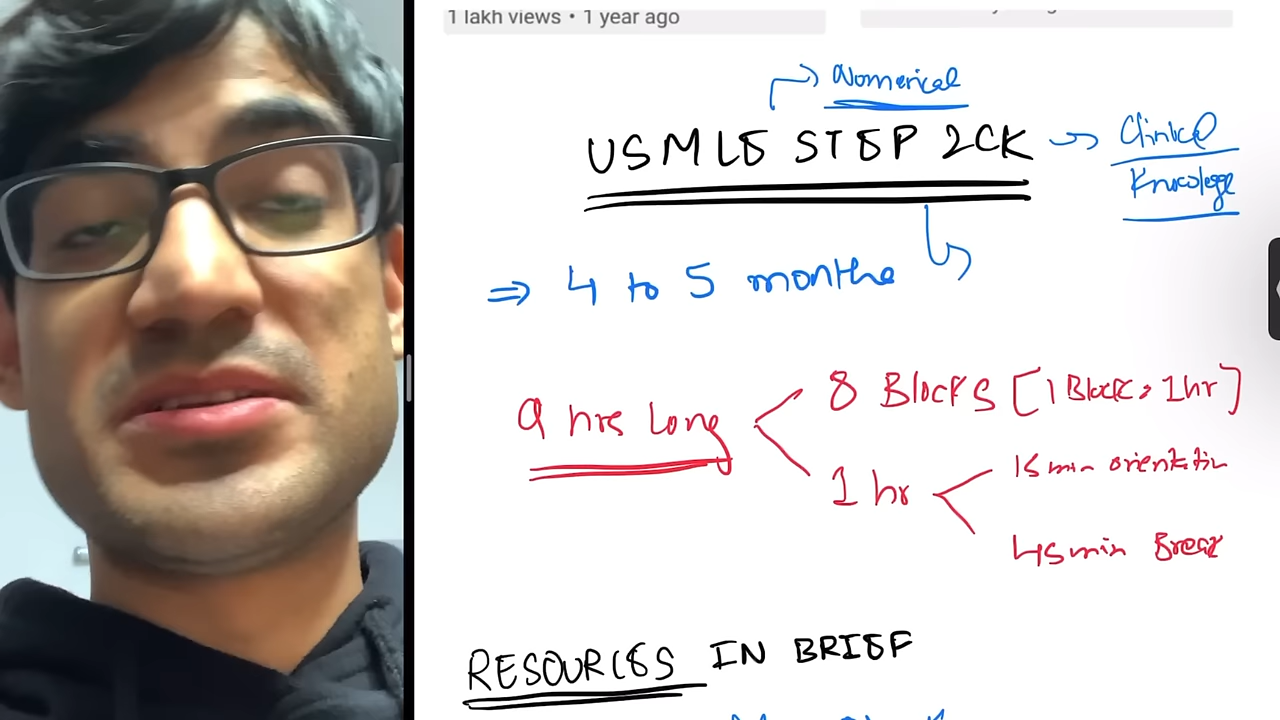 1 lakh views • 1 year ago
Numerical
USMLE STEP 2CK
Clinical
Knowledge
⇒ 4 to 5 months
9 hrs long
8 Blocks [1 Block = 1hr]
1 hr
15 min orientation
45 min Break
RESOURCES IN BRIEF